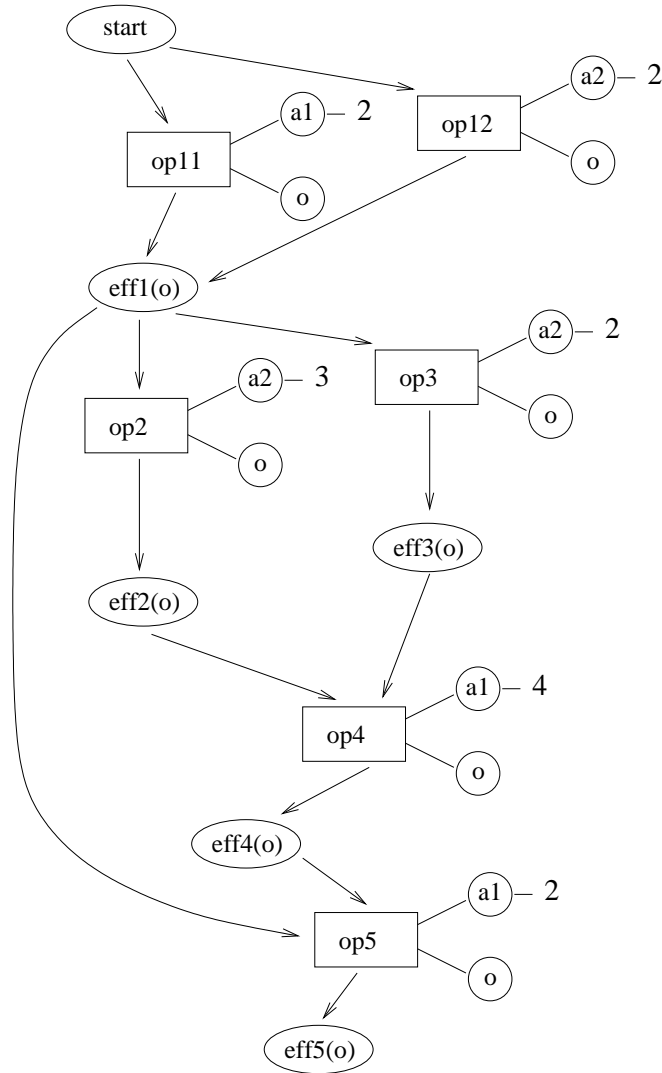 start
a2 – 2
a1 – 2
op12
op11
o
o
eff1(o)
a2 – 2
a2 – 3
op3
op2
o
o
eff3(o)
eff2(o)
a1 – 4
op4
o
eff4(o)
a1 – 2
op5
o
eff5(o)